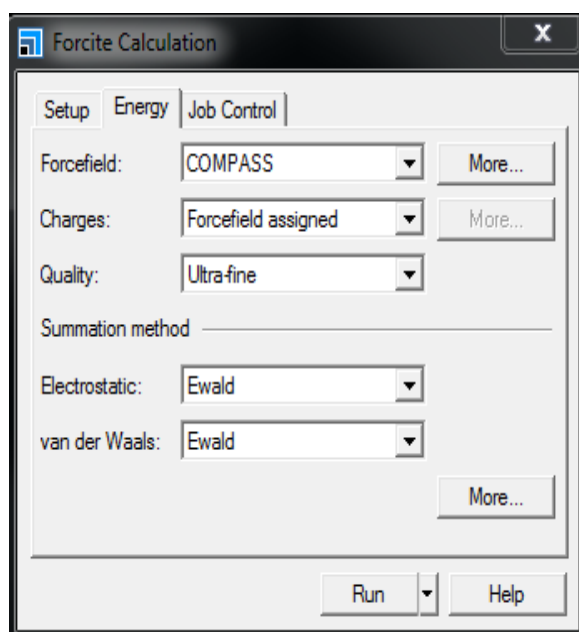 Forcite Calculation
X
Setup Energy Job Control
Forcefield: COMPASS More...
Charges: Forcefield assigned More...
Quality: Ultra-fine
Summation method
Electrostatic: Ewald
van der Waals: Ewald
More...
Run Help